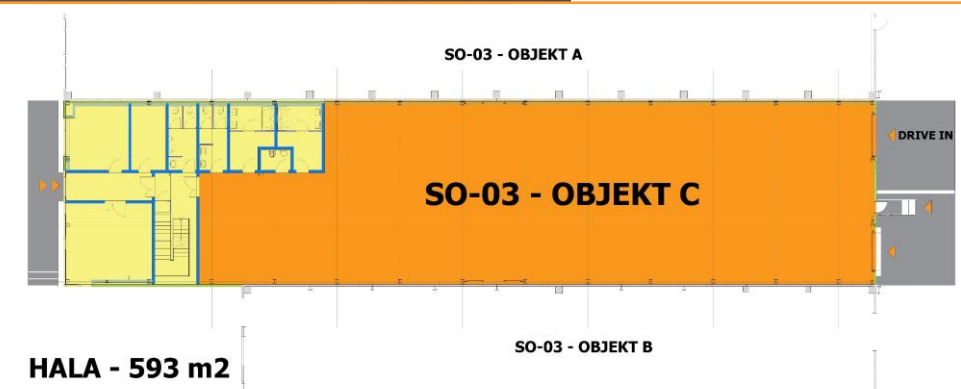 SO-03 - OBJEKT A
DRIVE IN
SO-03 - OBJEKT C
SO-03 - OBJEKT B
HALA - 593 m2